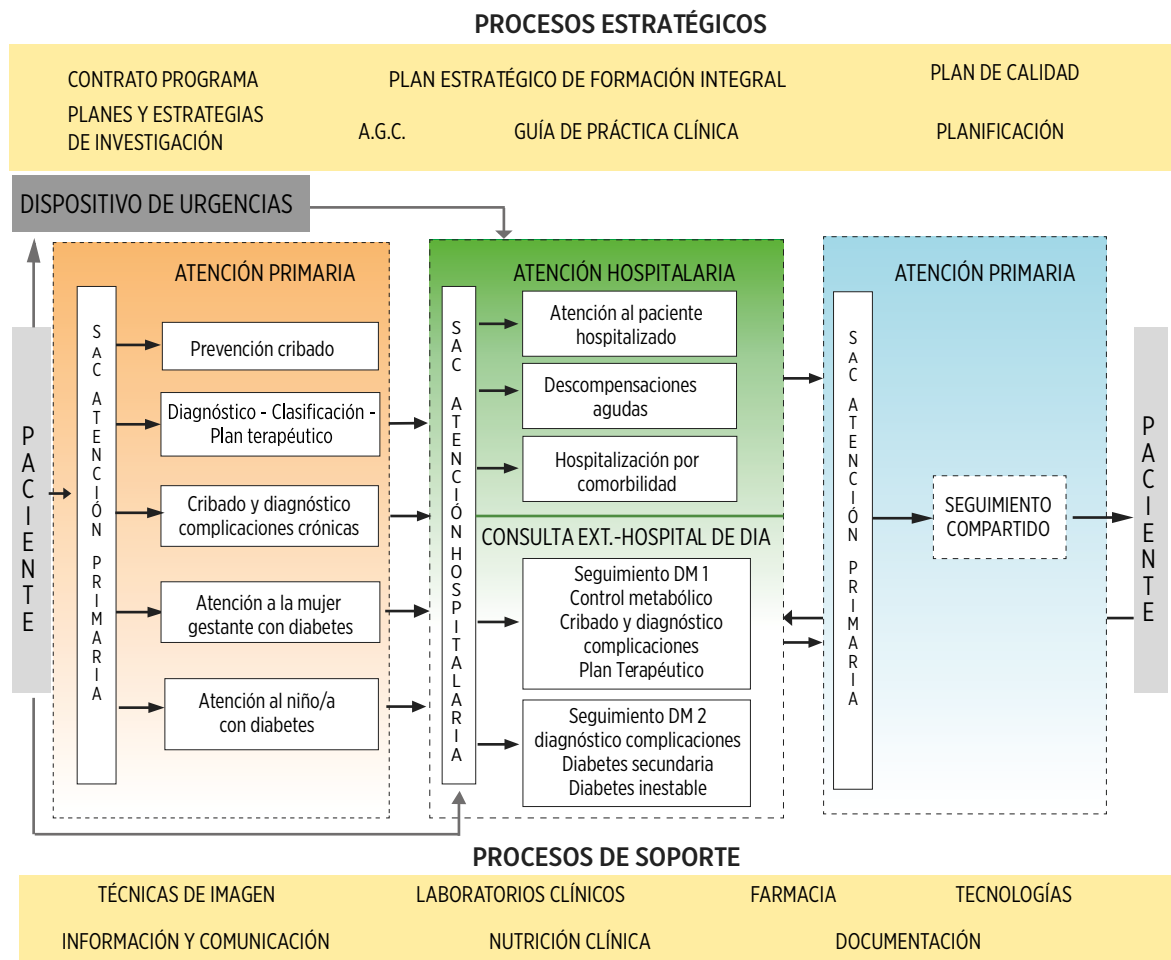 PROCESOS ESTRATÉGICOS
CONTRATO PROGRAMA
PLAN ESTRATÉGICO DE FORMACIÓN INTEGRAL
PLAN DE CALIDAD
PLANES Y ESTRATEGIAS
DE INVESTIGACIÓN
A.G.C.
GUÍA DE PRÁCTICA CLÍNICA
PLANIFICACIÓN
DISPOSITIVO DE URGENCIAS
PACIENTE
ATENCIÓN PRIMARIA
SAC ATENCIÓN PRIMARIA
Prevención cribado
Diagnóstico - Clasificación -
Plan terapéutico
Cribado y diagnóstico
complicaciones crónicas
Atención a la mujer
gestante con diabetes
Atención al niño/a
con diabetes
ATENCIÓN HOSPITALARIA
SAC ATENCIÓN HOSPITALARIA
Atención al paciente
hospitalizado
Descompensaciones
agudas
Hospitalización por
comorbilidad
CONSULTA EXT.-HOSPITAL DE DIA
Seguimiento DM 1
Control metabólico
Cribado y diagnóstico
complicaciones
Plan Terapéutico
Seguimiento DM 2
diagnóstico complicaciones
Diabetes secundaria
Diabetes inestable
ATENCIÓN PRIMARIA
SAC ATENCIÓN PRIMARIA
SEGUIMIENTO
COMPARTIDO
PACIENTE
PROCESOS DE SOPORTE
TÉCNICAS DE IMAGEN
LABORATORIOS CLÍNICOS
FARMACIA
TECNOLOGÍAS
INFORMACIÓN Y COMUNICACIÓN
NUTRICIÓN CLÍNICA
DOCUMENTACIÓN